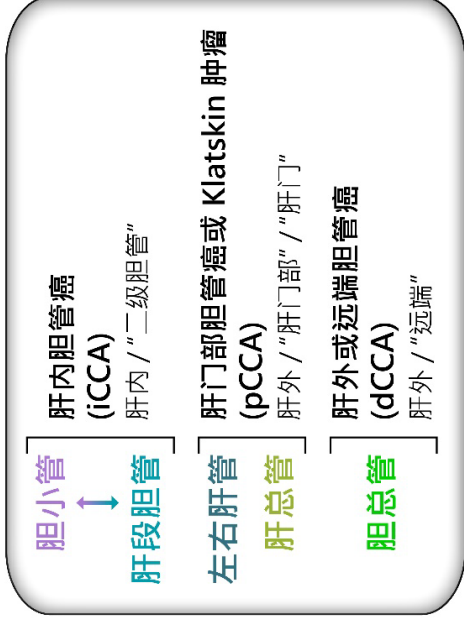 胆小管
肝段胆管
肝内胆管癌
(iCCA)
肝内 / “二级胆管”
左右肝管
肝总管
肝门部胆管癌或 Klatskin 肿瘤
(pCCA)
肝外 / “肝门部” / “肝门”
胆总管
肝外或远端胆管癌
(dCCA)
肝外 / “远端”